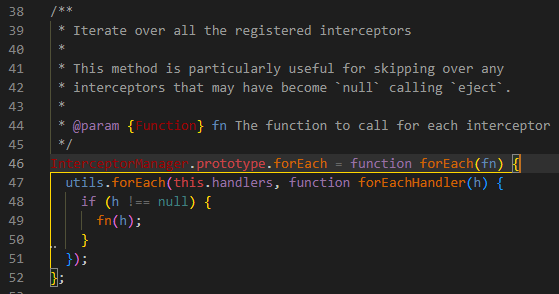 38 /**
39  * Iterate over all the registered interceptors
40  *
41  * This method is particularly useful for skipping over any
42  * interceptors that may have become `null` calling `eject`.
43  *
44  * @param {Function} fn The function to call for each interceptor
45  */
46 InterceptorManager.prototype.forEach = function forEach(fn) {
47   utils.forEach(this.handlers, function forEachHandler(h) {
48     if (h !== null) {
49       fn(h);
50     }
51   });
52 };